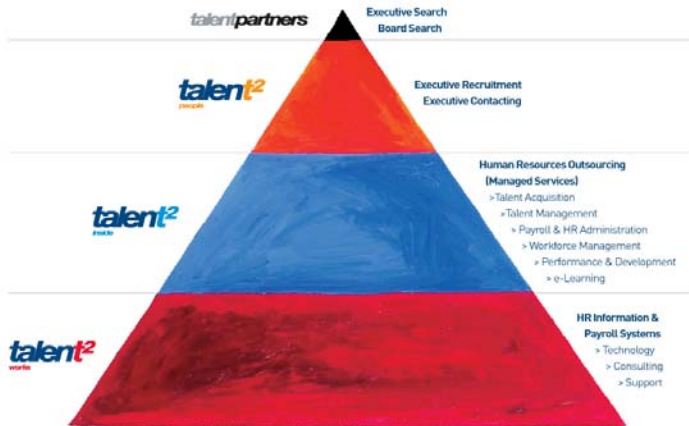 talentpartners
Executive Search
Board Search
talent2
people
Executive Recruitment
Executive Contacting
talent2
inside
Human Resources Outsourcing
(Managed Services)
>Talent Acquisition
>Talent Management
> Payroll & HR Administration
> Workforce Management
> Performance & Development
> e-Learning
talent2
works
HR Information &
Payroll Systems
> Technology
> Consulting
> Support